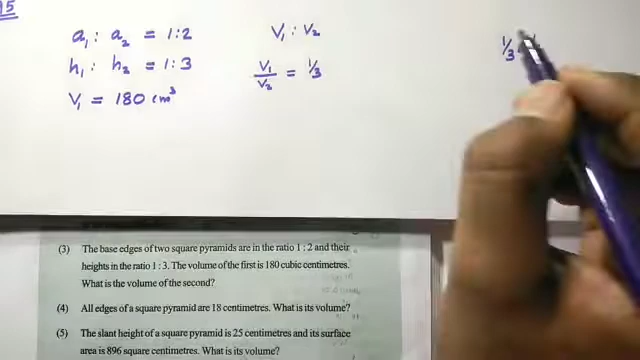 a₁ : a₂ = 1:2
h₁ : h₂ = 1:3
V₁ = 180 cm³
V₁ : V₂
V₁/V₂ = 1/3
1/3
(3) The base edges of two square pyramids are in the ratio 1 : 2 and their
heights in the ratio 1 : 3. The volume of the first is 180 cubic centimetres.
What is the volume of the second?
(4) All edges of a square pyramid are 18 centimetres. What is its volume?
(5) The slant height of a square pyramid is 25 centimetres and its surface
area is 896 square centimetres. What is its volume?